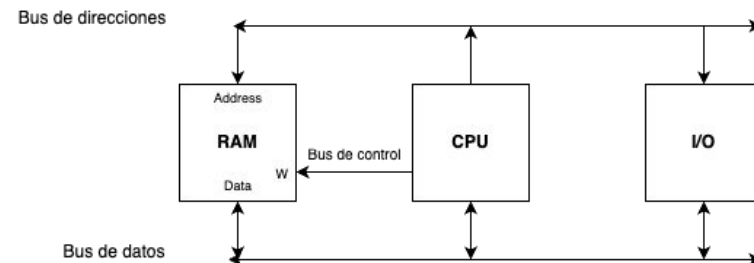 Bus de direcciones
Address
RAM
CPU
I/O
Bus de control
W
Data
Bus de datos